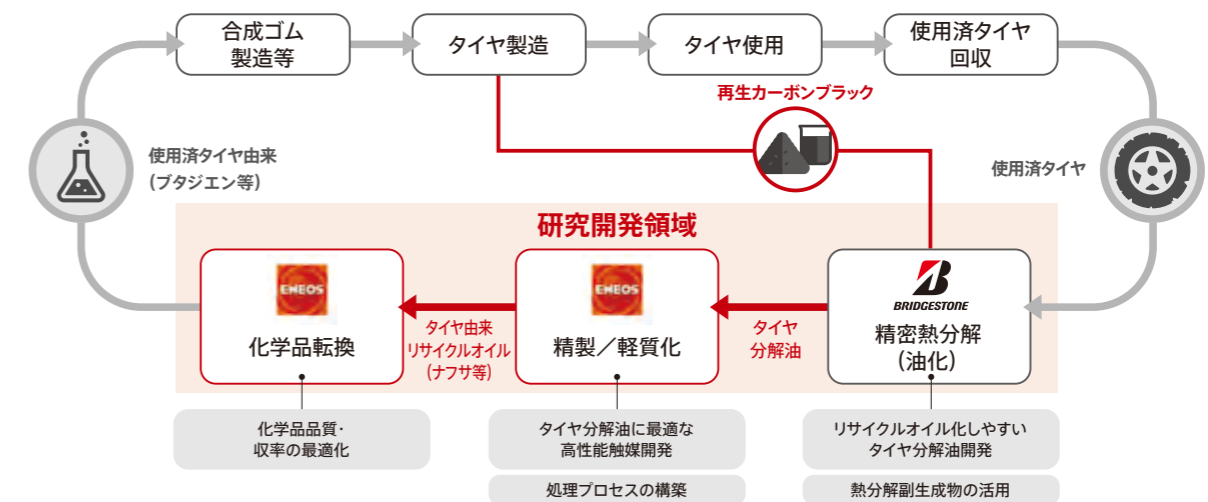 合成ゴム
製造等
タイヤ製造
タイヤ使用
使用済タイヤ
回収
再生カーボンブラック
使用済タイヤ由来
(ブタジエン等)
使用済タイヤ
研究開発領域
ENEOS
化学品転換
タイヤ由来
リサイクルオイル
(ナフサ等)
ENEOS
精製／軽質化
タイヤ
分解油
BRIDGESTONE
精密熱分解
(油化)
化学品品質・
収率の最適化
タイヤ分解油に最適な
高性能触媒開発
処理プロセスの構築
リサイクルオイル化しやすい
タイヤ分解油開発
熱分解副生成物の活用